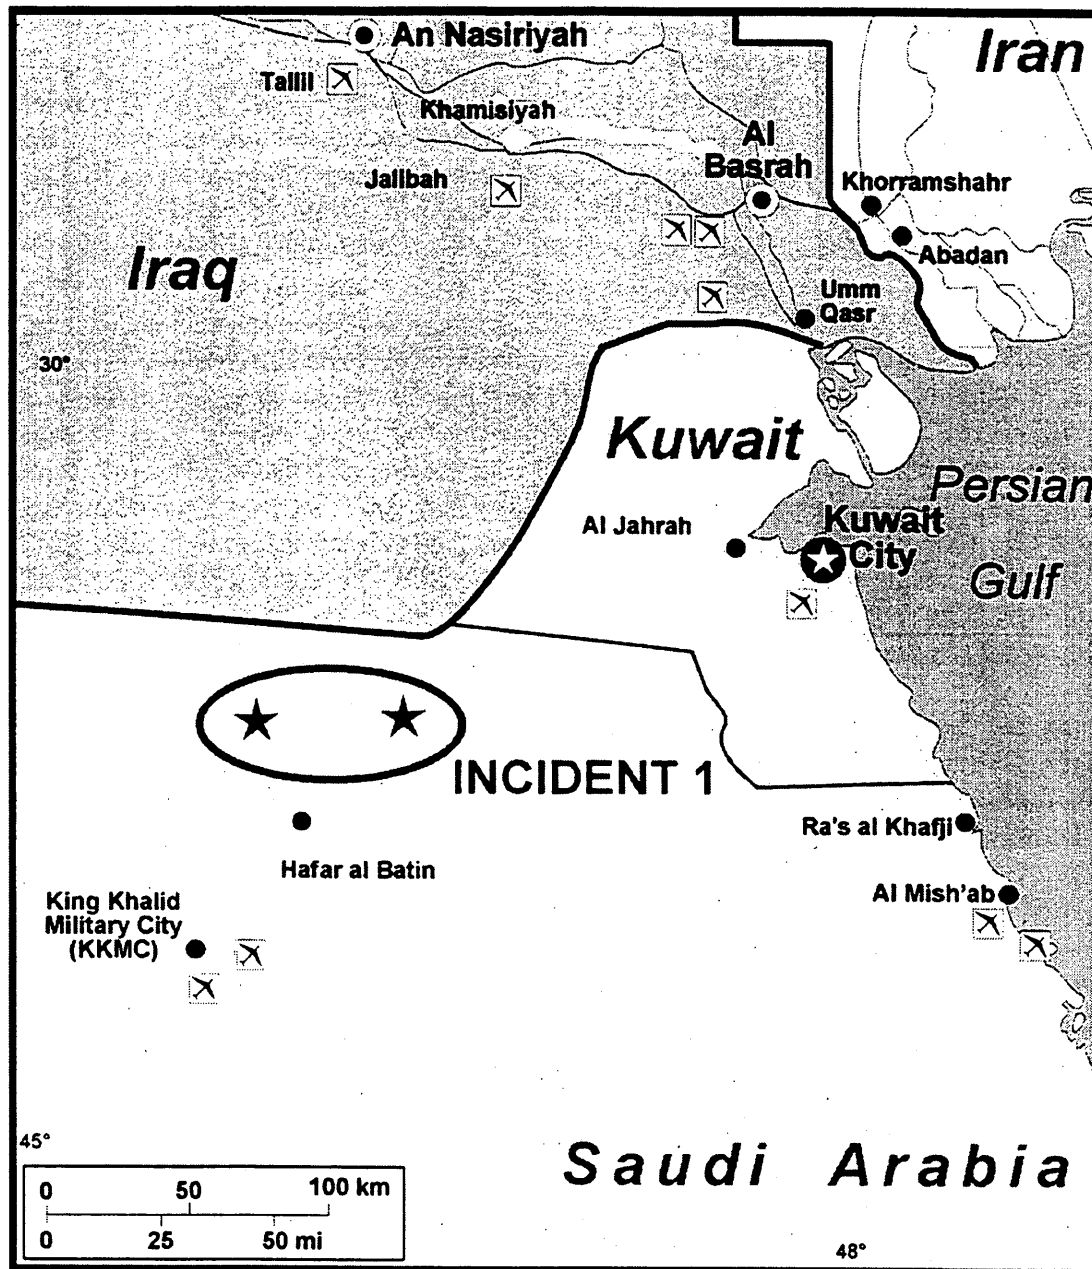 An Nasiriyah
Iran
Tallil
Khamisiyah
Al
Basrah
Jalibah
Khorramshahr
Abadan
Iraq
Umm
Qasr
30°
Kuwait
Persian
Al Jahrah
Kuwait
City
Gulf
INCIDENT 1
Ra's al Khafji
Hafar al Batin
Al Mish'ab
King Khalid
Military City
(KKMC)
45°
Saudi Arabia
0 50 100 km
0 25 50 mi
48°